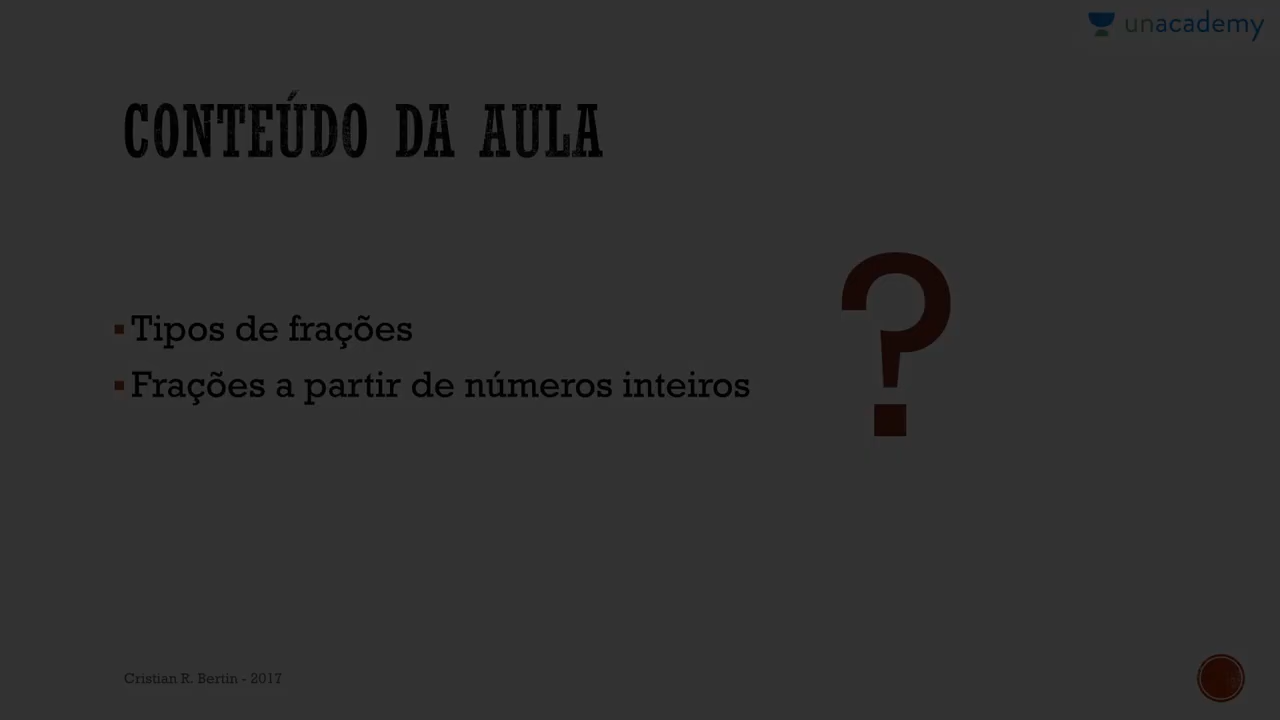 unacademy
CONTEÚDO DA AULA
?
▪Tipos de frações
▪Frações a partir de números inteiros
Cristian R. Bertin - 2017